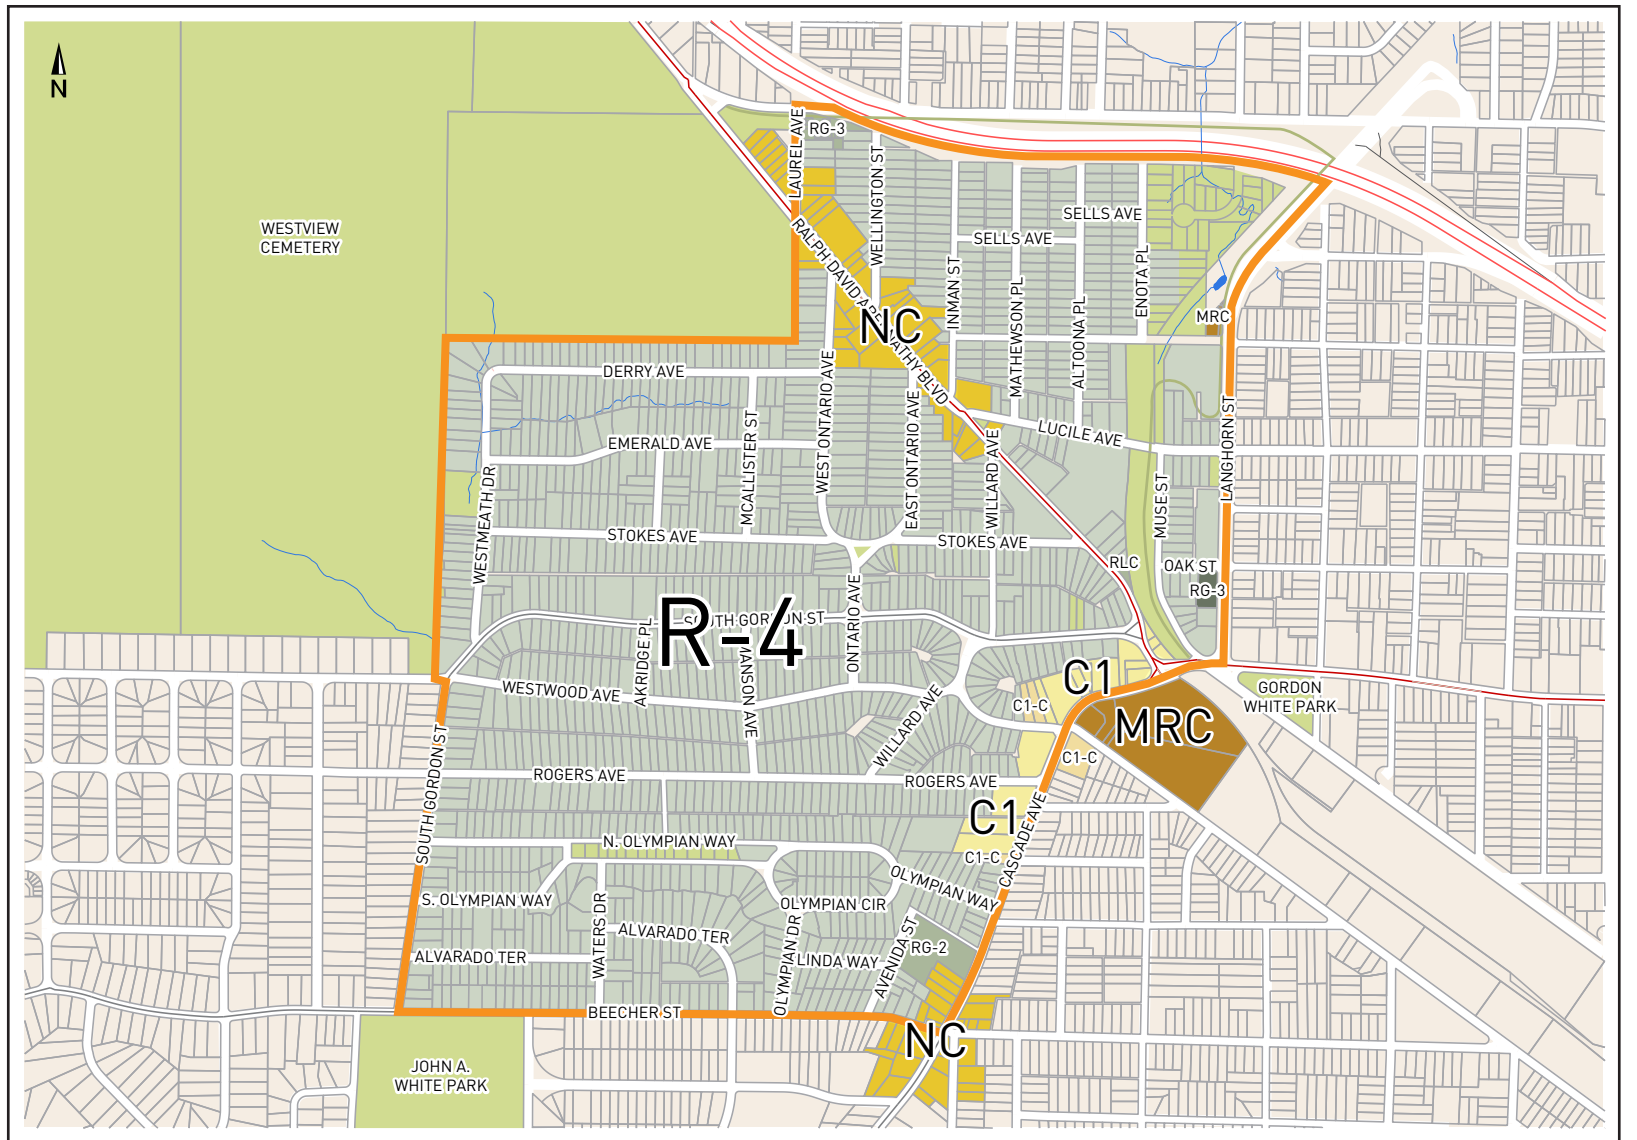 N
WESTVIEW
CEMETERY
LAUREL AVE
RG-3
WELLINGTON ST
RALPH DAVID ABERNATHY BLVD
NC
SELLS AVE
SELLS AVE
INMAN ST
MATHEWSON PL
ALTOONA PL
ENOTA PL
MRC
DERRY AVE
MCALLISTER ST
WEST ONTARIO AVE
EAST ONTARIO AVE
WILLARD AVE
LUCILE AVE
LANGHORN ST
EMERALD AVE
WESTMEATH DR
MUSE ST
STOKES AVE
STOKES AVE
RLC
OAK ST
RG-3
ONTARIO AVE
SOUTH GORDON ST
R-4
AKRIDGE PL
MANSON AVE
WESTWOOD AVE
WILLARD AVE
C1
C1-C
MRC
GORDON
WHITE PARK
C1-C
SOUTH GORDON ST
ROGERS AVE
ROGERS AVE
C1
CASCADE AVE
N. OLYMPIAN WAY
C1-C
OLYMPIAN WAY
S. OLYMPIAN WAY
OLYMPIAN CIR
WATERS DR
ALVARADO TER
OLYMPIAN DR
AVENIDA ST
RG-2
ALVARADO TER
LINDA WAY
BEECHER ST
NC
JOHN A.
WHITE PARK